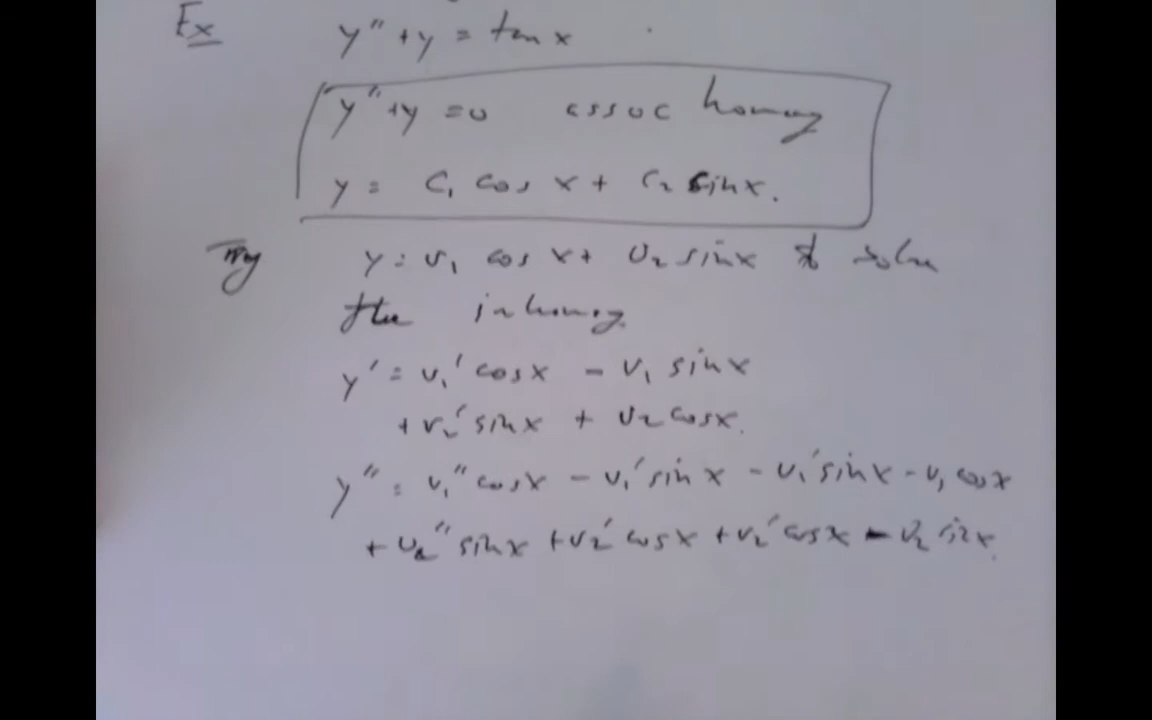 Ex y" + y = tan x
y" + y = 0 assoc homog
y = C₁ cos x + C₂ sin x.
Try y = v₁ cos x + v₂ sin x to solve
the inhomog.
y' = v₁' cos x - v₁ sin x
+ v₂' sin x + v₂ cos x.
y" = v₁" cos x - v₁' sin x - v₁' sin x - v₁ cos x
+ v₂" sin x + v₂' cos x + v₂' cos x - v₂ sin x.